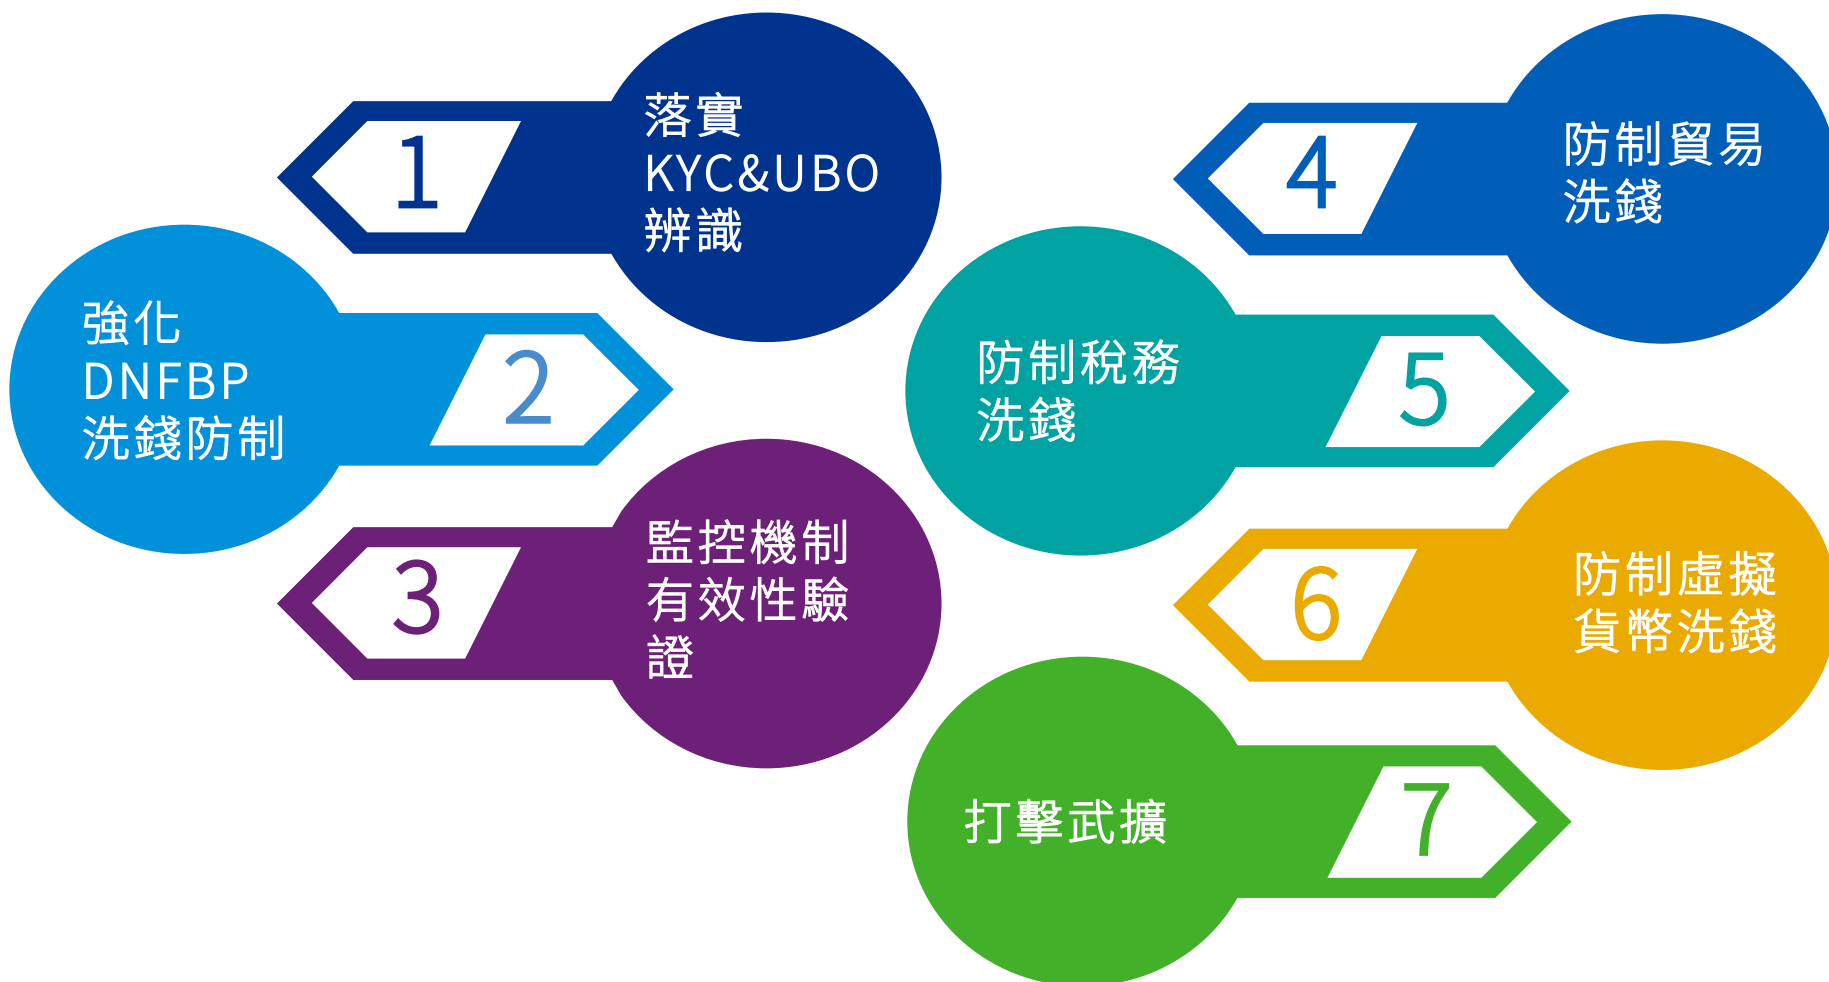 1
落實
KYC&UBO
辨識
強化
DNFBP
洗錢防制
2
3
監控機制
有效性驗
證
4
防制貿易
洗錢
防制稅務
洗錢
5
6
防制虛擬
貨幣洗錢
打擊武擴
7